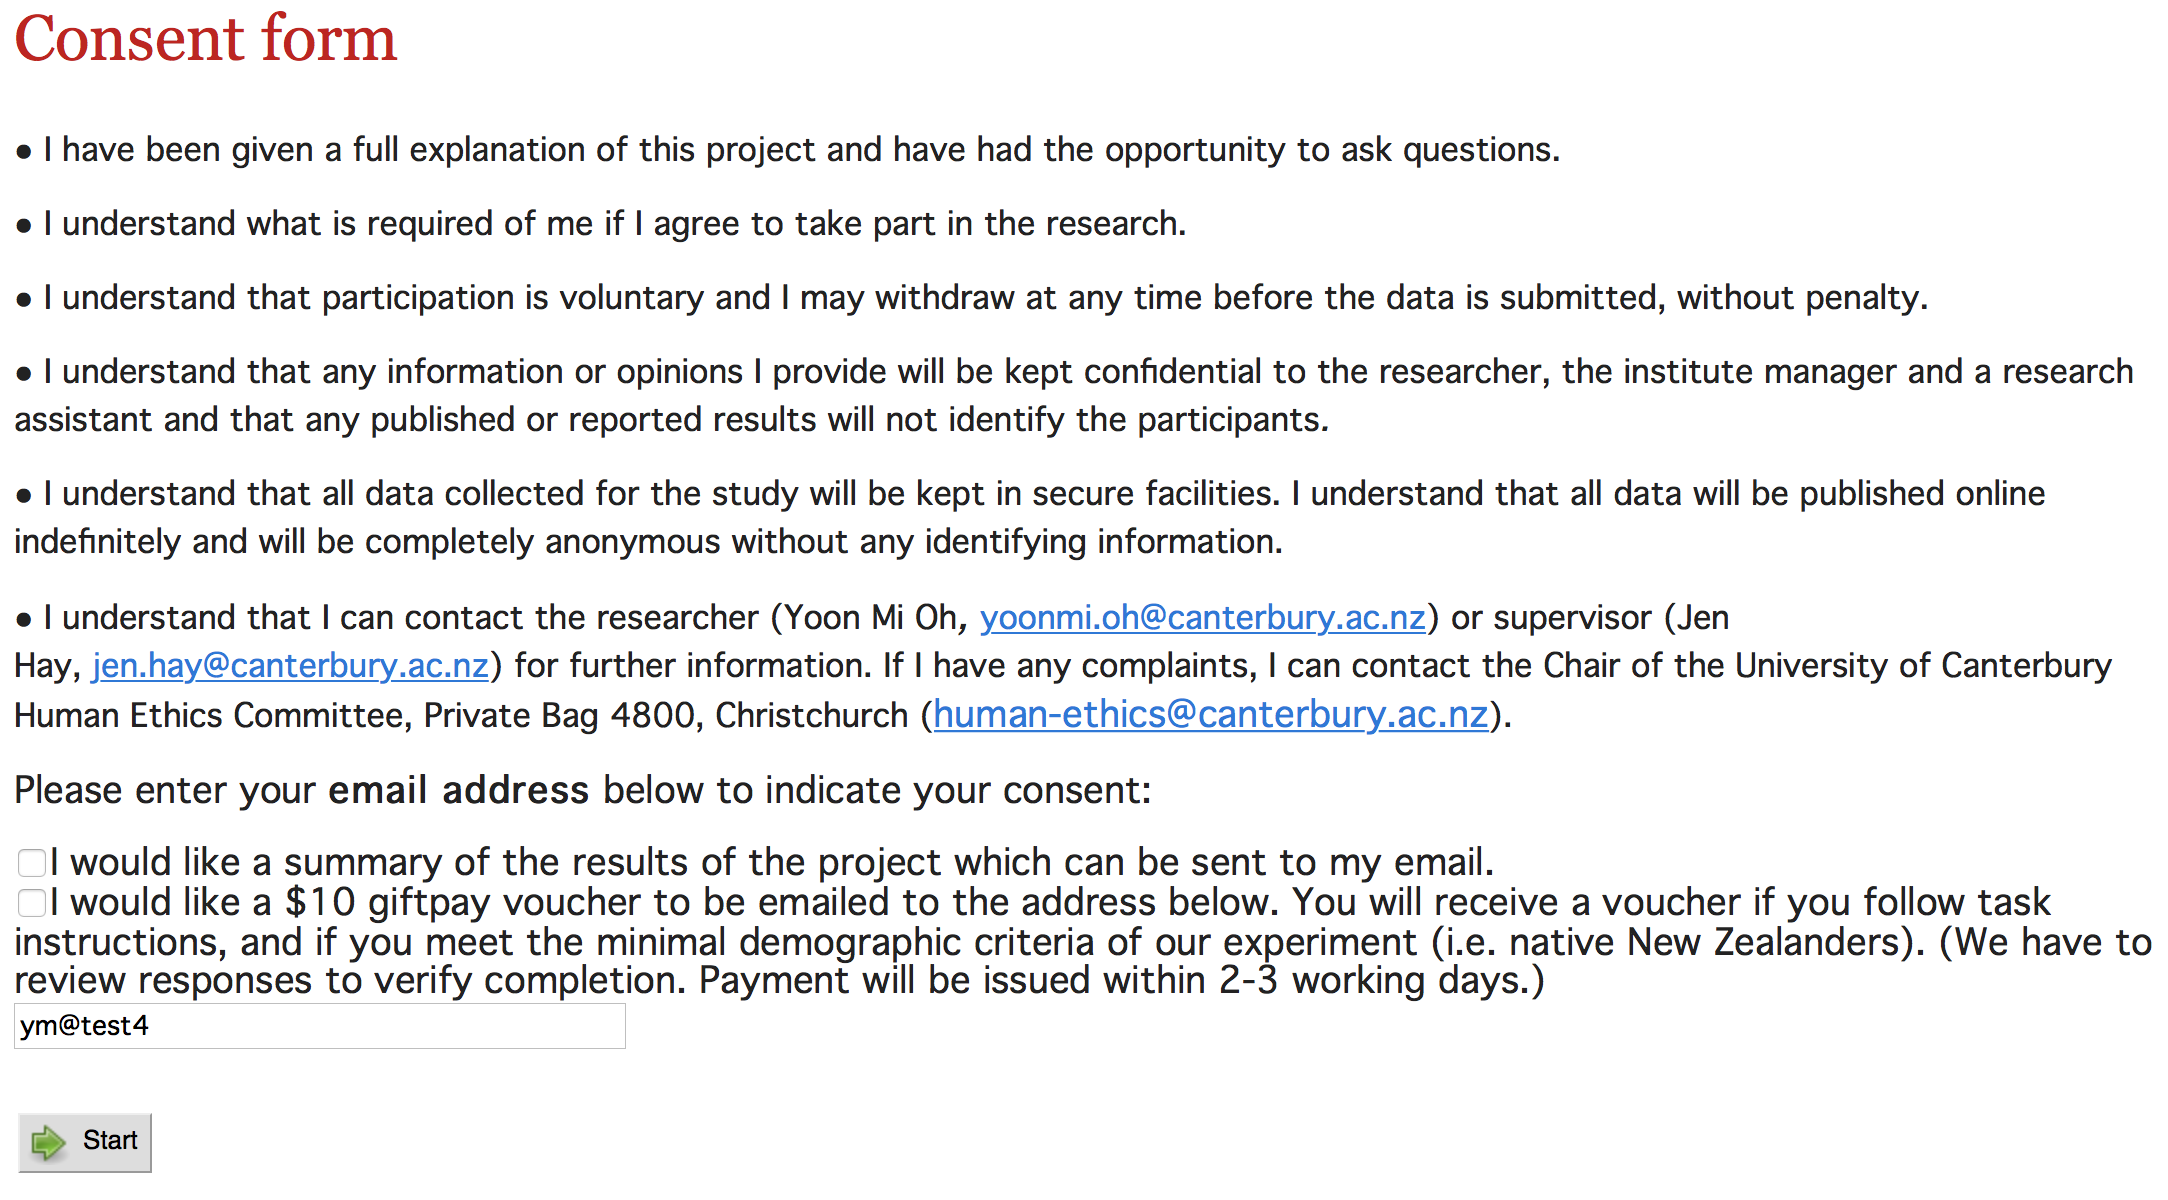 Consent form
● I have been given a full explanation of this project and have had the opportunity to ask questions.
● I understand what is required of me if I agree to take part in the research.
● I understand that participation is voluntary and I may withdraw at any time before the data is submitted, without penalty.
● I understand that any information or opinions I provide will be kept confidential to the researcher, the institute manager and a research
assistant and that any published or reported results will not identify the participants.
● I understand that all data collected for the study will be kept in secure facilities. I understand that all data will be published online
indefinitely and will be completely anonymous without any identifying information.
● I understand that I can contact the researcher (Yoon Mi Oh, yoonmi.oh@canterbury.ac.nz) or supervisor (Jen
Hay, jen.hay@canterbury.ac.nz) for further information. If I have any complaints, I can contact the Chair of the University of Canterbury
Human Ethics Committee, Private Bag 4800, Christchurch (human-ethics@canterbury.ac.nz).
Please enter your email address below to indicate your consent:
I would like a summary of the results of the project which can be sent to my email.
I would like a $10 giftpay voucher to be emailed to the address below. You will receive a voucher if you follow task
instructions, and if you meet the minimal demographic criteria of our experiment (i.e. native New Zealanders). (We have to
review responses to verify completion. Payment will be issued within 2-3 working days.)
ym@test4
Start